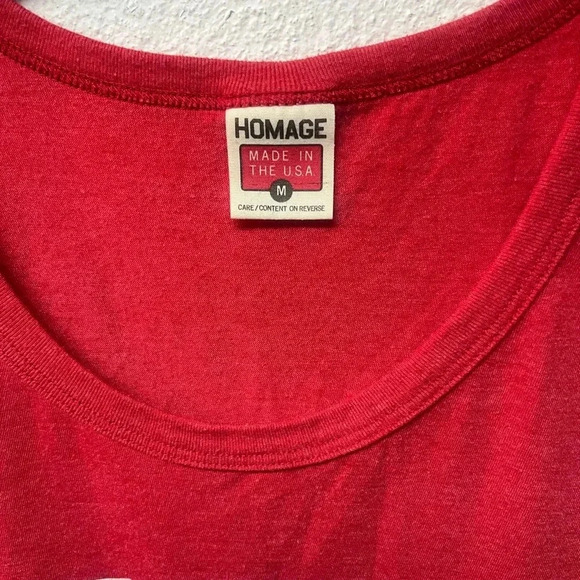 HOMAGE
MADE IN
THE U.S.A.
M
CARE/CONTENT ON REVERSE